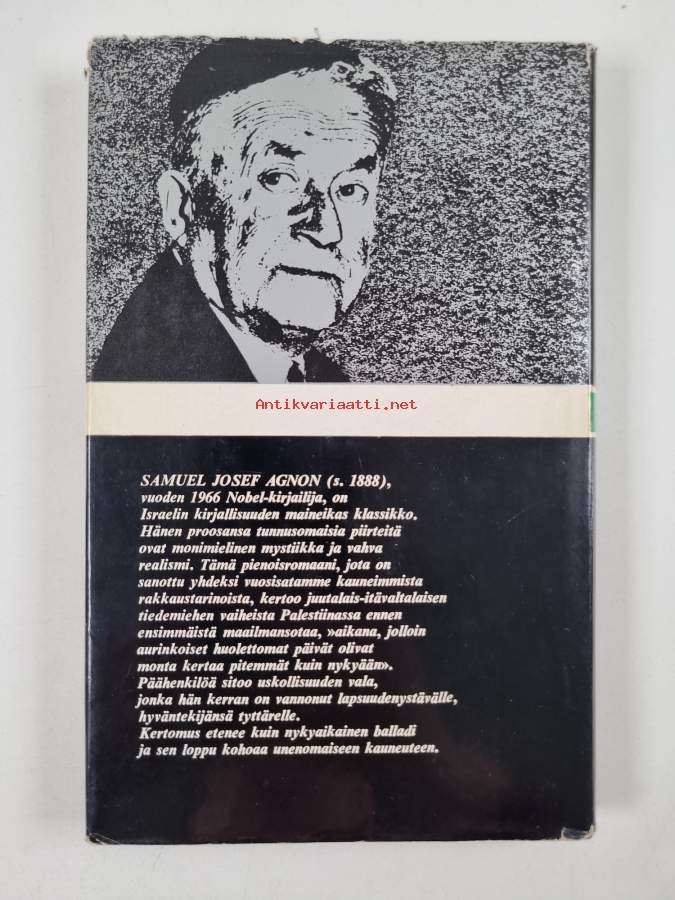 Antikvariaatti.net
SAMUEL JOSEF AGNON (s. 1888),
vuoden 1966 Nobel-kirjailija, on
Israelin kirjallisuuden maineikas klassikko.
Hänen proosansa tunnusomaisia piirteitä
ovat monimielinen mystiikka ja vahva
realismi. Tämä pienoisromaani, jota on
sanottu yhdeksi vuosisatamme kauneimmista
rakkaustarinoista, kertoo juutalais-itävaltalaisen
tiedemiehen vaiheista Palestiinassa ennen
ensimmäistä maailmansotaa, »aikana, jolloin
aurinkoiset huolettomat päivät olivat
monta kertaa pitemmät kuin nykyään».
Päähenkilöä sitoo uskollisuuden vala,
jonka hän kerran on vannonut lapsuudenystävälle,
hyväntekijänsä tyttärelle.
Kertomus etenee kuin nykyaikainen balladi
ja sen loppu kohoaa unenomaiseen kauneuteen.